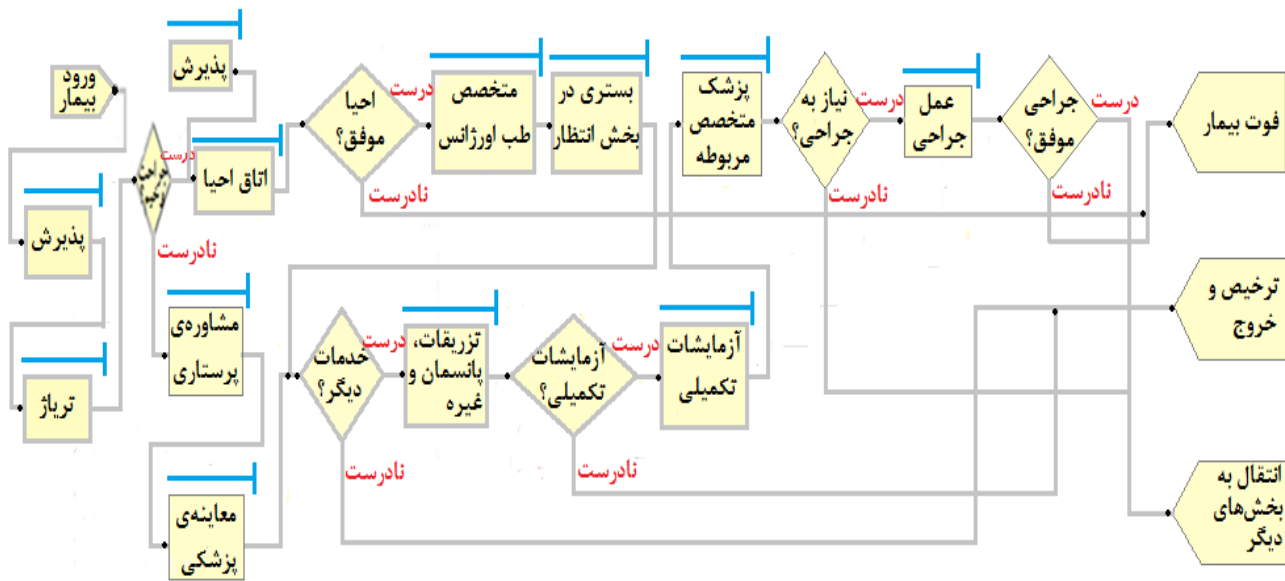 ورود
بیمار
پذیرش
تریاژ
درست
نادرست
پذیرش
اتاق احیا
مشاوره‌ی
پرستاری
معاینه‌ی
پزشکی
احیا
موفق؟
درست
نادرست
متخصص
طب اورژانس
بستری در
بخش انتظار
خدمات
دیگر؟
درست
نادرست
تزریقات،
پانسمان و
غیره
آزمایشات
تکمیلی؟
درست
نادرست
آزمایشات
تکمیلی
پزشک
متخصص
مربوطه
نیاز به
جراحی؟
درست
نادرست
عمل
جراحی
جراحی
موفق؟
درست
نادرست
فوت بیمار
ترخیص و
خروج
انتقال به
بخش‌های
دیگر